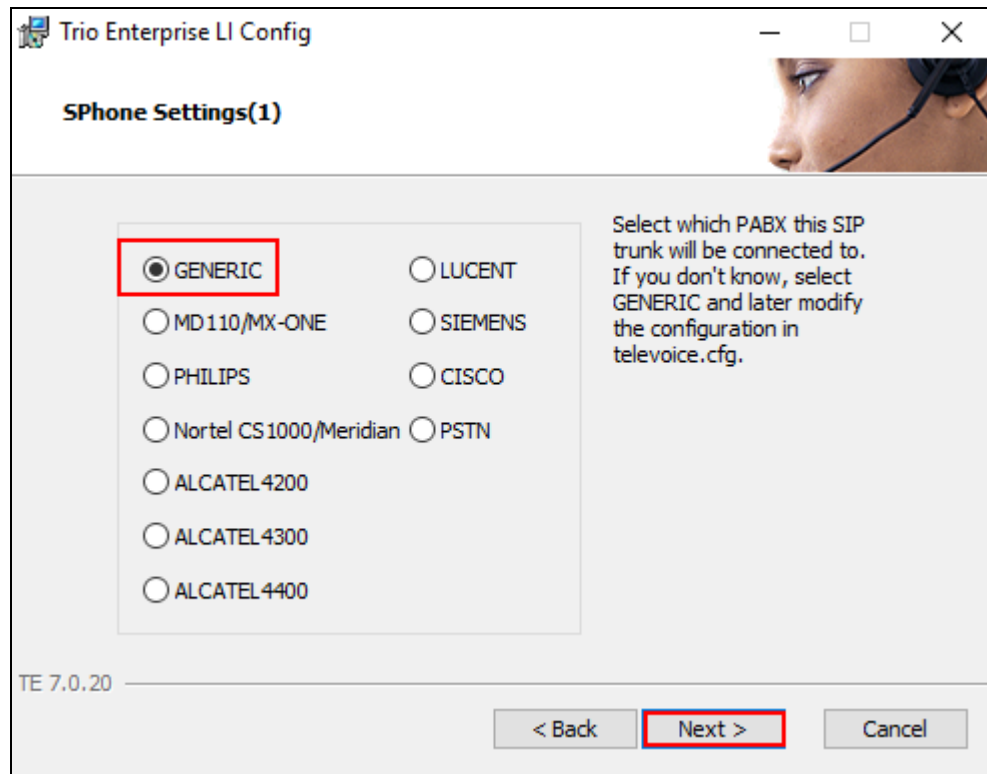 Trio Enterprise LI Config
SPhone Settings(1)
GENERIC
LUCENT
MD110/MX-ONE
SIEMENS
PHILIPS
CISCO
Nortel CS1000/Meridian
PSTN
ALCATEL4200
ALCATEL4300
ALCATEL4400
Select which PABX this SIP
trunk will be connected to.
If you don't know, select
GENERIC and later modify
the configuration in
televoice.cfg.
TE 7.0.20
< Back
Next >
Cancel